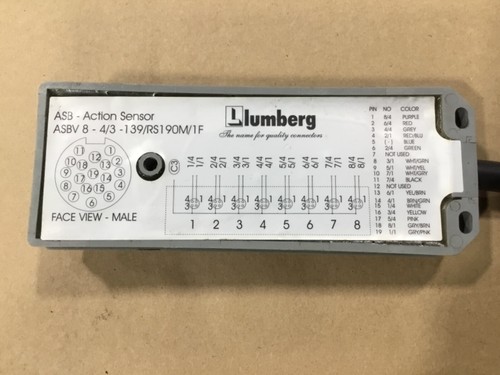 ASB - Action Sensor
ASBV 8 - 4/3 -139/RS190M/1F
FACE VIEW - MALE
C3
lumberg
The name for quality connectors
1/4 1/1 2/4 2/1 3/4 3/1 4/4 4/1 5/4 5/1 6/4 6/1 7/4 7/1 8/4 8/1
1 2 3 4 5 6 7 8
PIN NO COLOR
1 8/4 PURPLE
2 6/4 RED
3 4/4 GREY
4 2/1 RED/BLU
5 (-) BLUE
6 2/4 GREEN
7 NOT USED
8 3/1 WHT/GRN
9 5/1 WHT/YEL
10 7/1 WHT/GRY
11 7/4 BLACK
12 NOT USED
13 6/1 YEL/BRN
14 4/1 BRN/GRN
15 1/4 WHITE
16 3/4 YELLOW
17 5/4 PINK
18 8/1 GRY/BRN
19 1/1 GRY/PNK